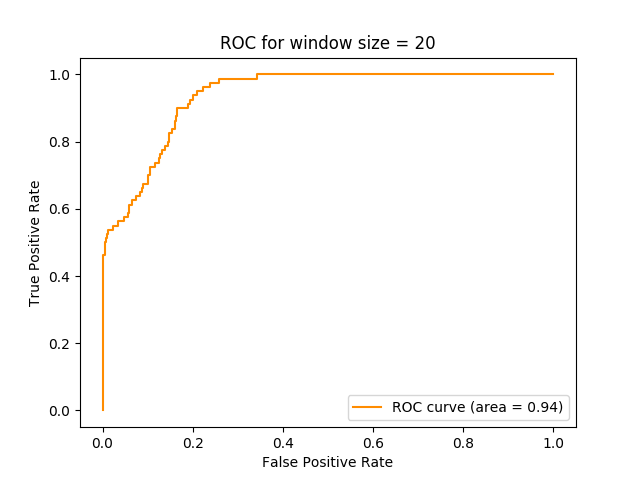 ROC for window size = 20
True Positive Rate
1.0
0.8
0.6
0.4
0.2
0.0
ROC curve (area = 0.94)
0.0 0.2 0.4 0.6 0.8 1.0
False Positive Rate